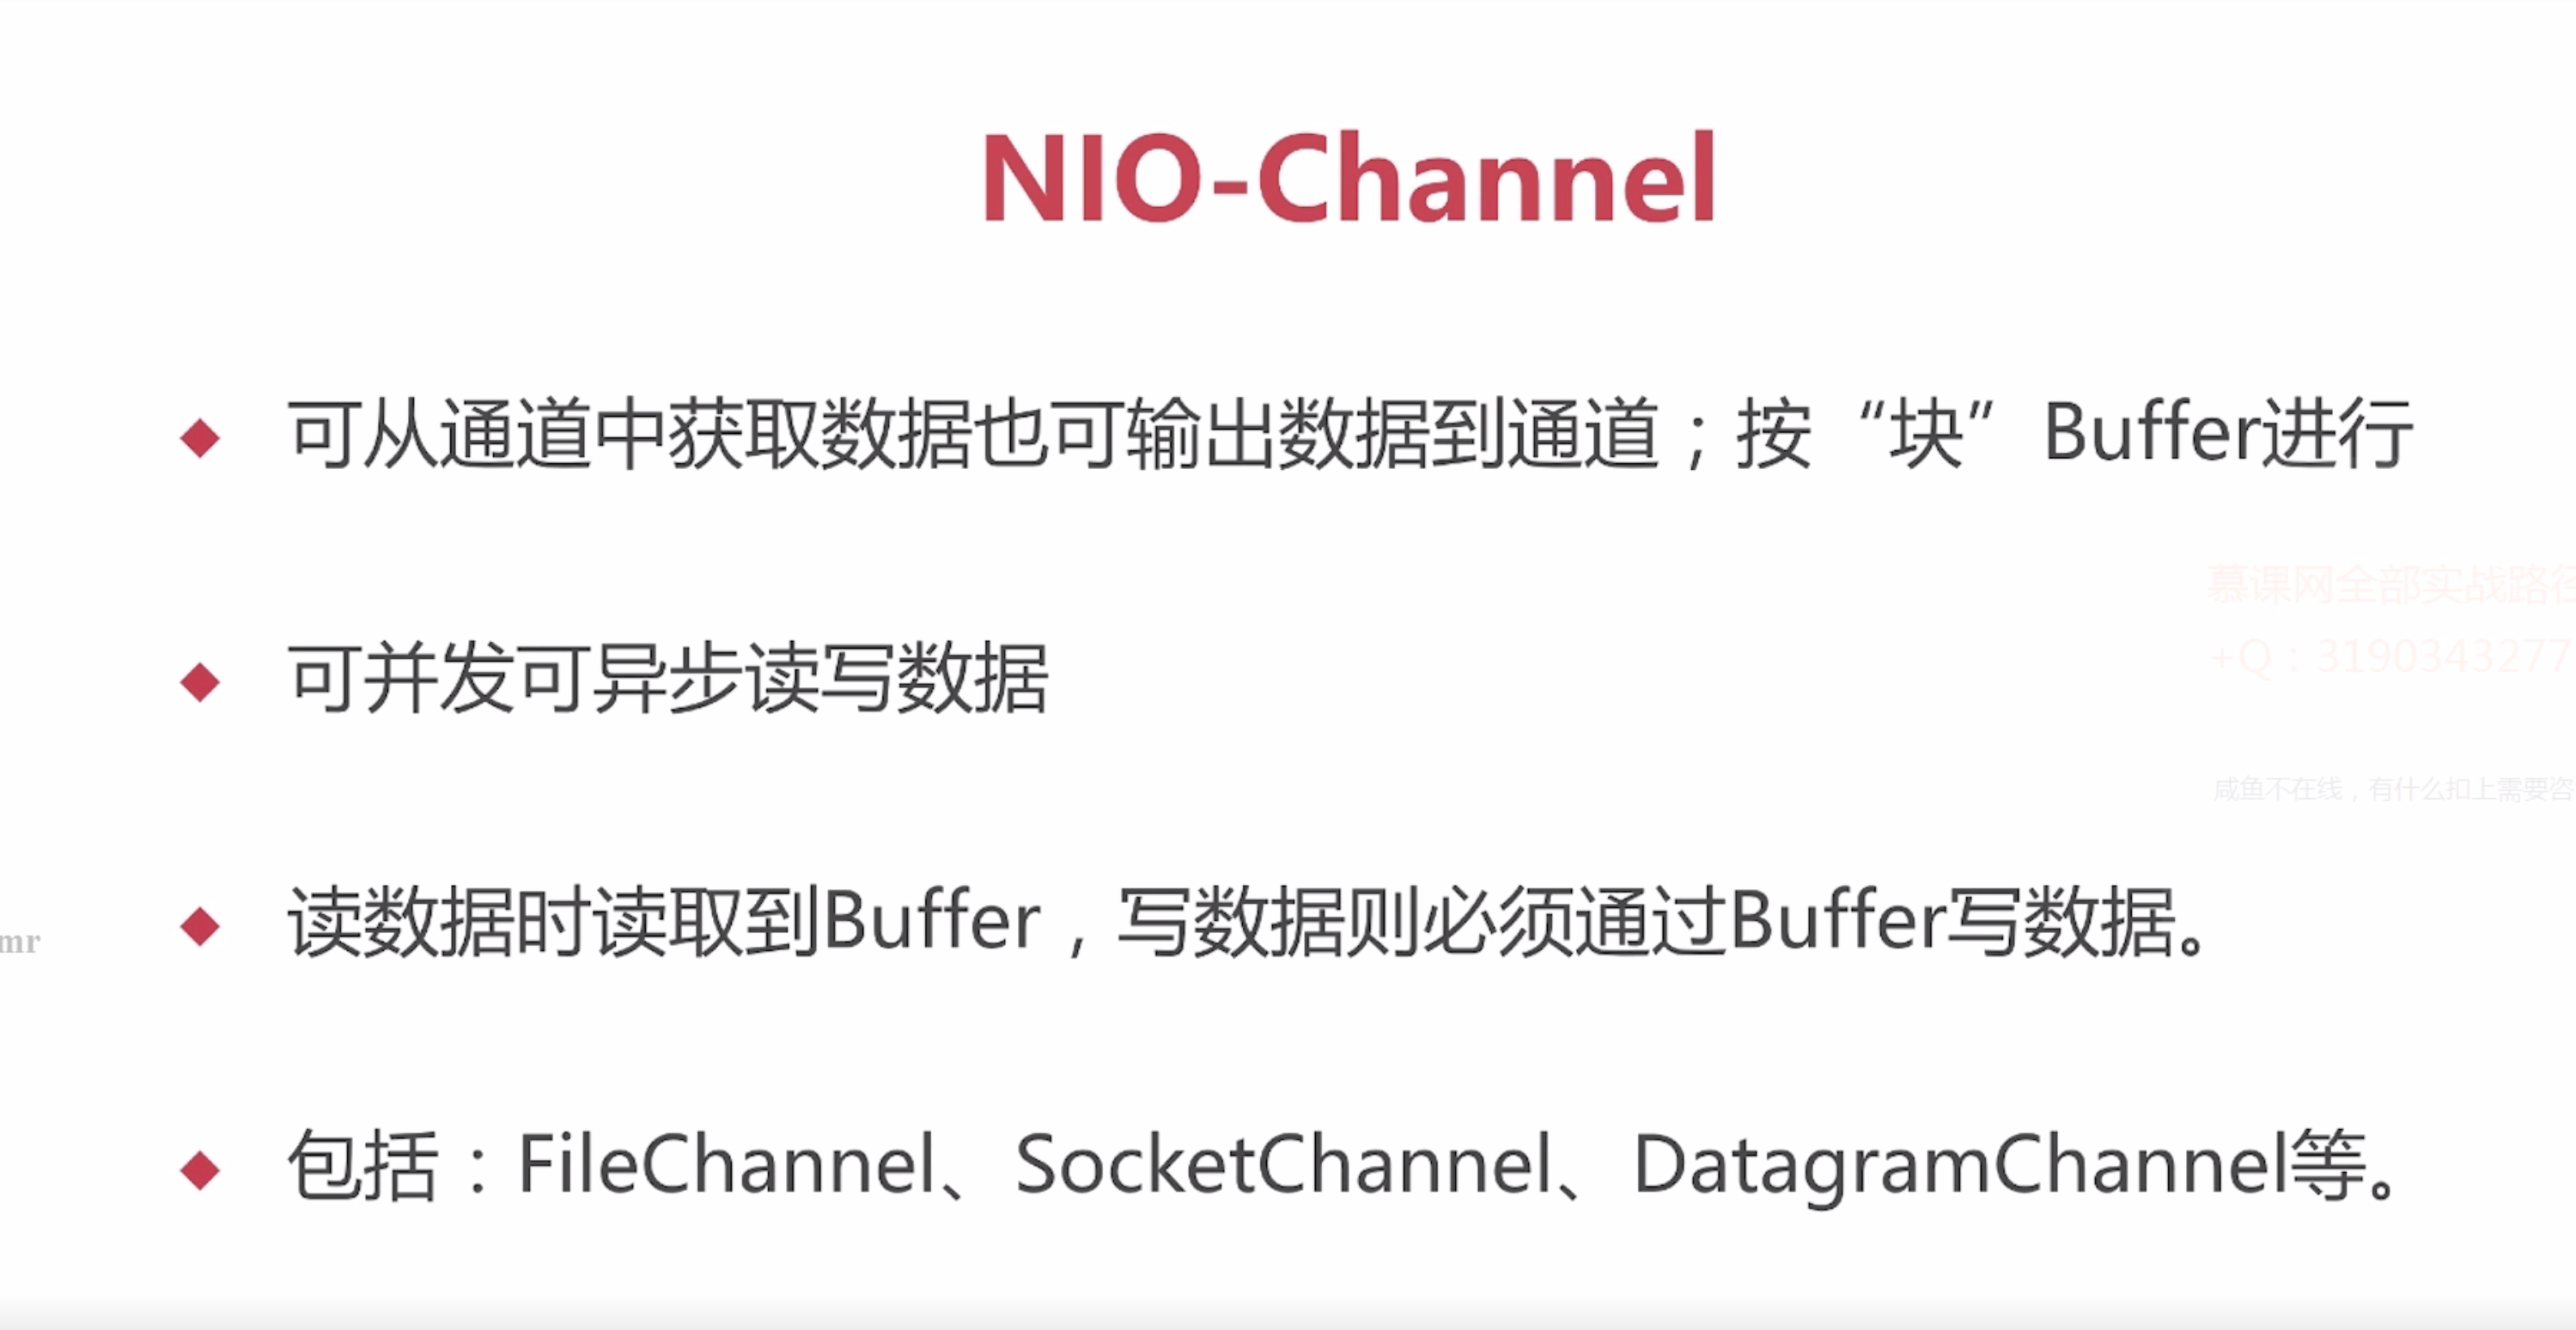 NIO-Channel
可从通道中获取数据也可输出数据到通道；按“块”Buffer进行
慕课网全部实战路径
+Q：3190343277
可并发可异步读写数据
咸鱼不在线，有什么扣上需要咨
读数据时读取到Buffer，写数据则必须通过Buffer写数据。
mr
包括：FileChannel、SocketChannel、DatagramChannel等。